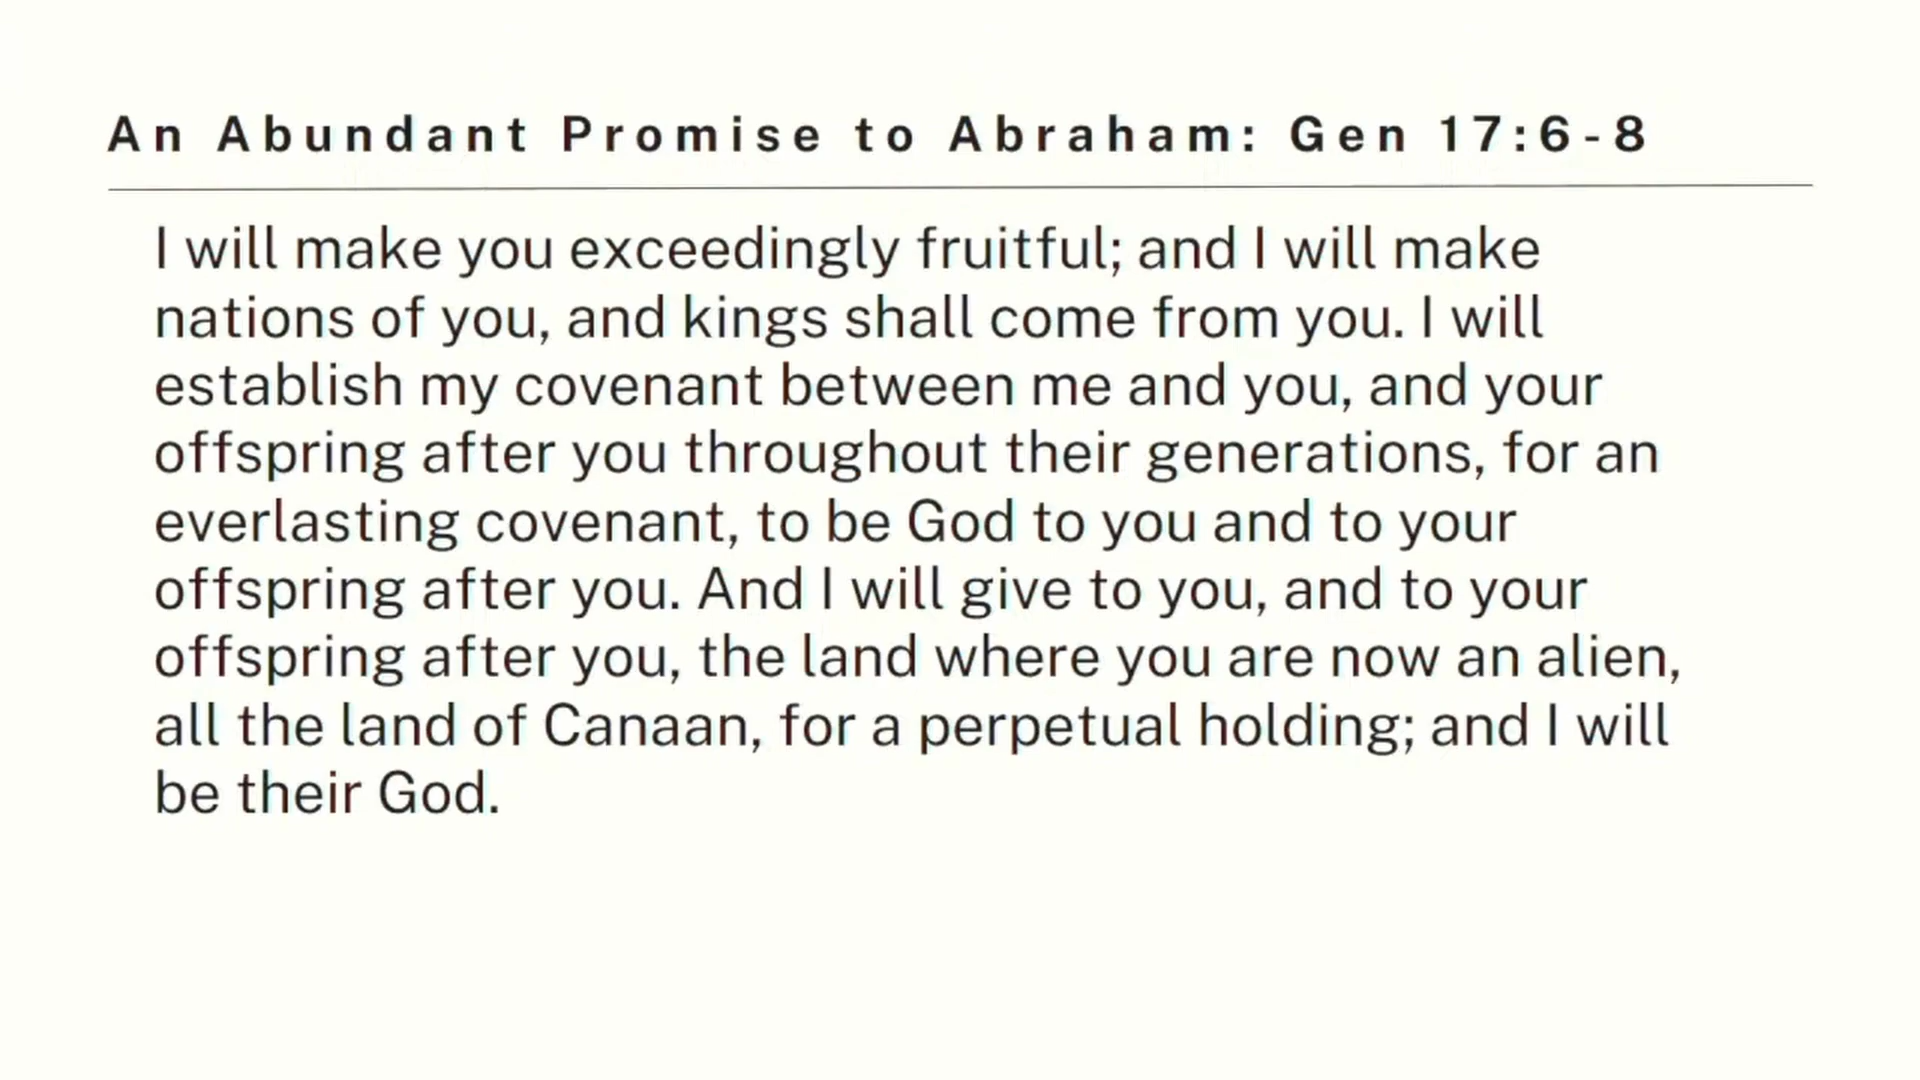 An Abundant Promise to Abraham: Gen 17:6-8
I will make you exceedingly fruitful; and I will make
nations of you, and kings shall come from you. I will
establish my covenant between me and you, and your
offspring after you throughout their generations, for an
everlasting covenant, to be God to you and to your
offspring after you. And I will give to you, and to your
offspring after you, the land where you are now an alien,
all the land of Canaan, for a perpetual holding; and I will
be their God.